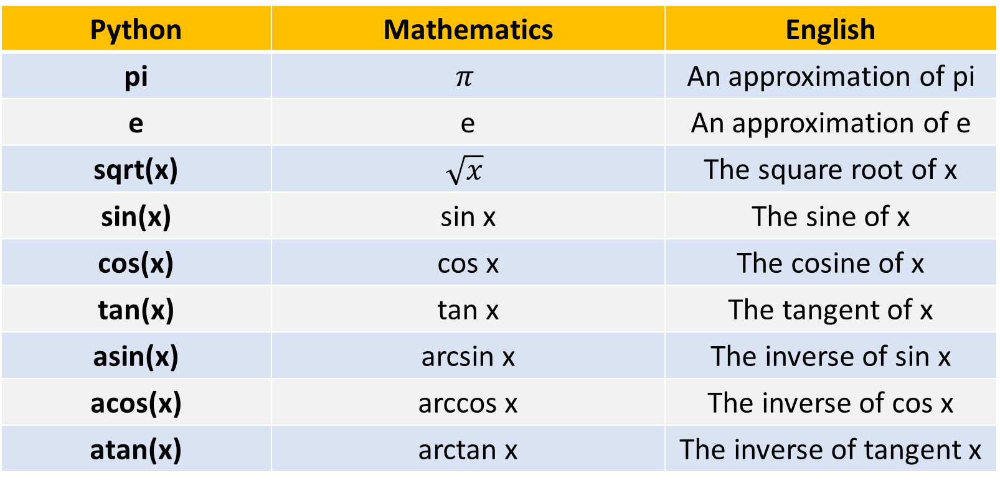 Python Mathematics English
pi π An approximation of pi
e e An approximation of e
sqrt(x) √x The square root of x
sin(x) sin x The sine of x
cos(x) cos x The cosine of x
tan(x) tan x The tangent of x
asin(x) arcsin x The inverse of sin x
acos(x) arccos x The inverse of cos x
atan(x) arctan x The inverse of tangent x